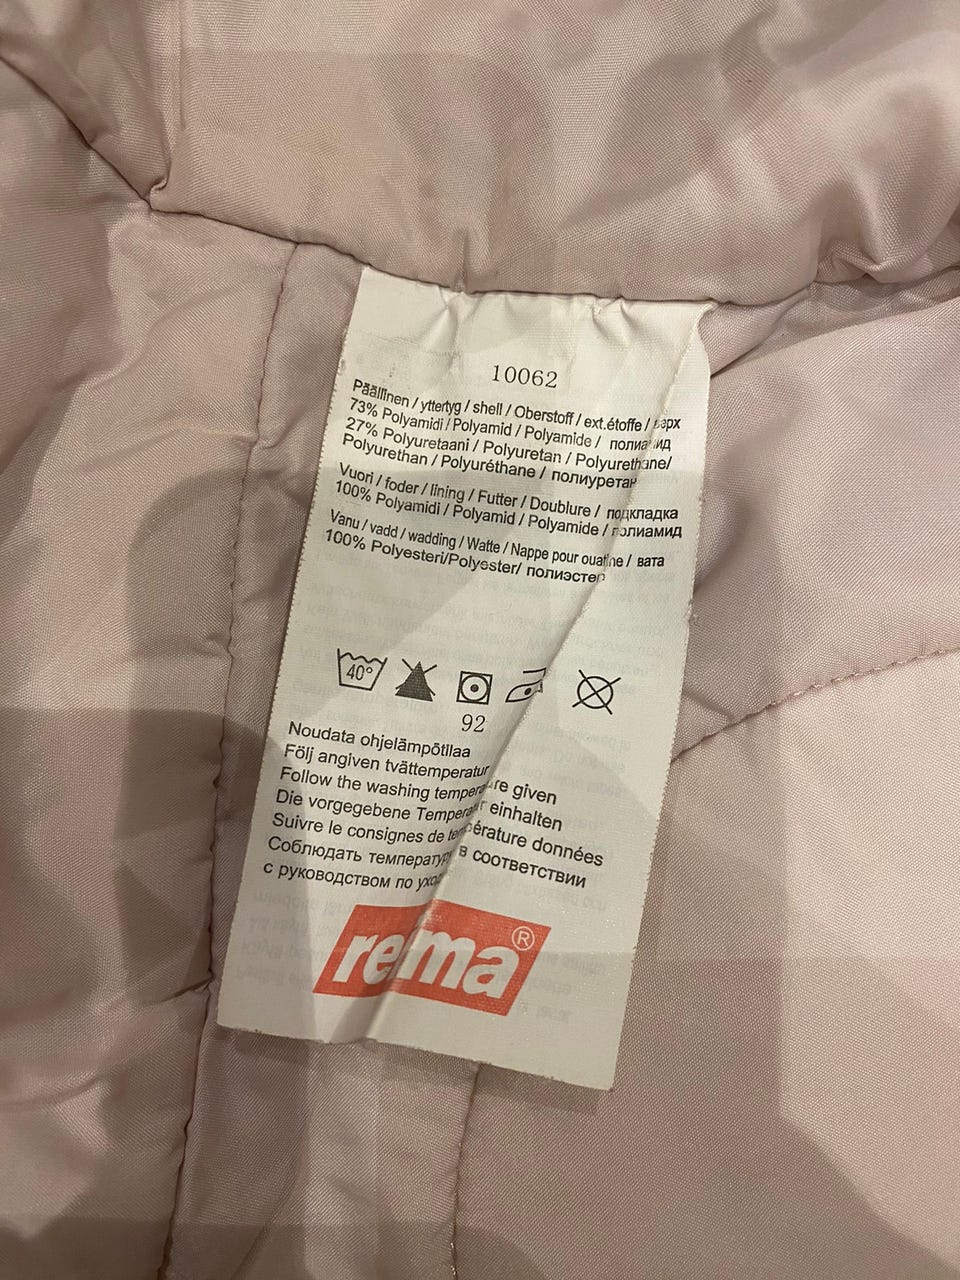 10062
Päällinen / yttertyg / shell / Oberstoff / ext.étoffe / верх
73% Polyamidi / Polyamid / Polyamide / полиамид
27% Polyuretaani / Polyuretan / Polyurethane/
Polyurethan / Polyuréthane / полиуретан
Vuori / foder / lining / Futter / Doublure / подкладка
100% Polyamidi / Polyamid / Polyamide / полиамид
Vanu / vadd / wadding / Watte / Nappe pour ouatine / вата
100% Polyesteri/Polyester/ полиэстер
40°
92
Noudata ohjelämpötilaa
Följ angiven tvättemperatur
Follow the washing temperature given
Die vorgegebene Temperatur einhalten
Suivre le consignes de température données
Соблюдать температуру в соответствии
с руководством по
reima®